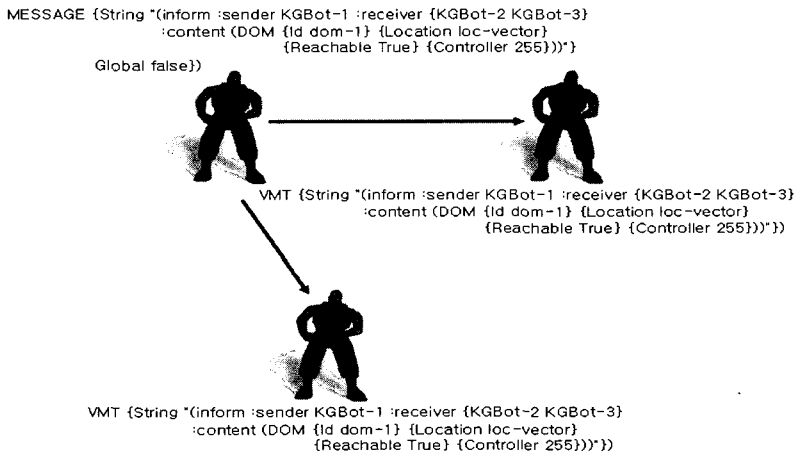 MESSAGE {String "(inform :sender KGBot-1 :receiver {KGBot-2 KGBot-3}
:content (DOM {Id dom-1} {Location loc-vector}
{Reachable True} {Controller 255}))"}
Global false})
VMT {String "(inform :sender KGBot-1 :receiver {KGBot-2 KGBot-3}
:content (DOM {Id dom-1} {Location loc-vector}
{Reachable True} {Controller 255}))"})
VMT {String "(inform :sender KGBot-1 :receiver {KGBot-2 KGBot-3}
:content (DOM {Id dom-1} {Location loc-vector}
{Reachable True} {Controller 255}))"})